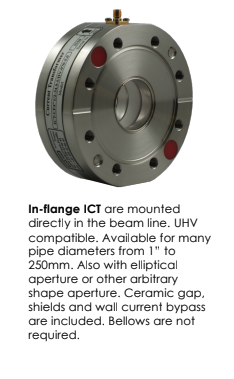 Current Transformer
In-flange ICT are mounted
directly in the beam line. UHV
compatible. Available for many
pipe diameters from 1" to
250mm. Also with elliptical
aperture or other arbitrary
shape aperture. Ceramic gap,
shields and wall current bypass
are included. Bellows are not
required.